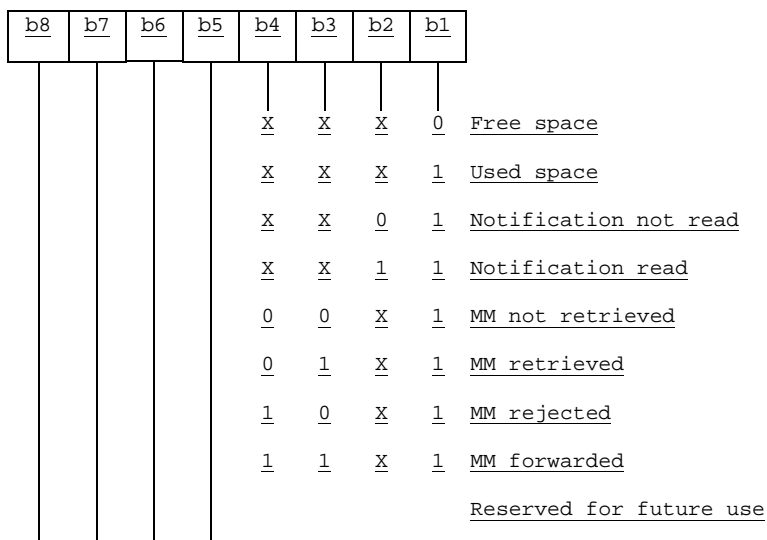 b8 b7 b6 b5 b4 b3 b2 b1
X X X 0 Free space
X X X 1 Used space
X X 0 1 Notification not read
X X 1 1 Notification read
0 0 X 1 MM not retrieved
0 1 X 1 MM retrieved
1 0 X 1 MM rejected
1 1 X 1 MM forwarded
Reserved for future use